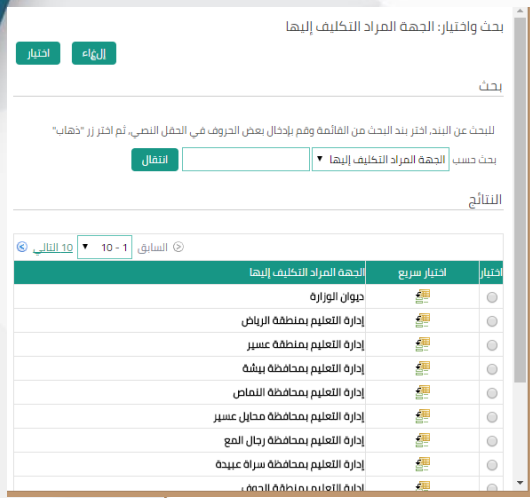 بحث واختيار: الجهة المراد التكليف إليها
إلغاء اختيار
بحث
للبحث عن البند، اختر بند البحث من القائمة وقم بإدخال بعض الحروف في الحقل النصي، ثم اختر زر "ذهاب"
بحث حسب الجهة المراد التكليف إليها انتقال
النتائج
السابق 1 - 10 10 التالي
اختيار اختيار سريع الجهة المراد التكليف إليها
ديوان الوزارة
إدارة التعليم بمنطقة الرياض
إدارة التعليم بمنطقة عسير
إدارة التعليم بمحافظة بيشة
إدارة التعليم بمحافظة النماص
إدارة التعليم بمحافظة محايل عسير
إدارة التعليم بمحافظة رجال المع
إدارة التعليم بمحافظة سراة عبيدة
إدارة التعليم بمنطقة الجوف